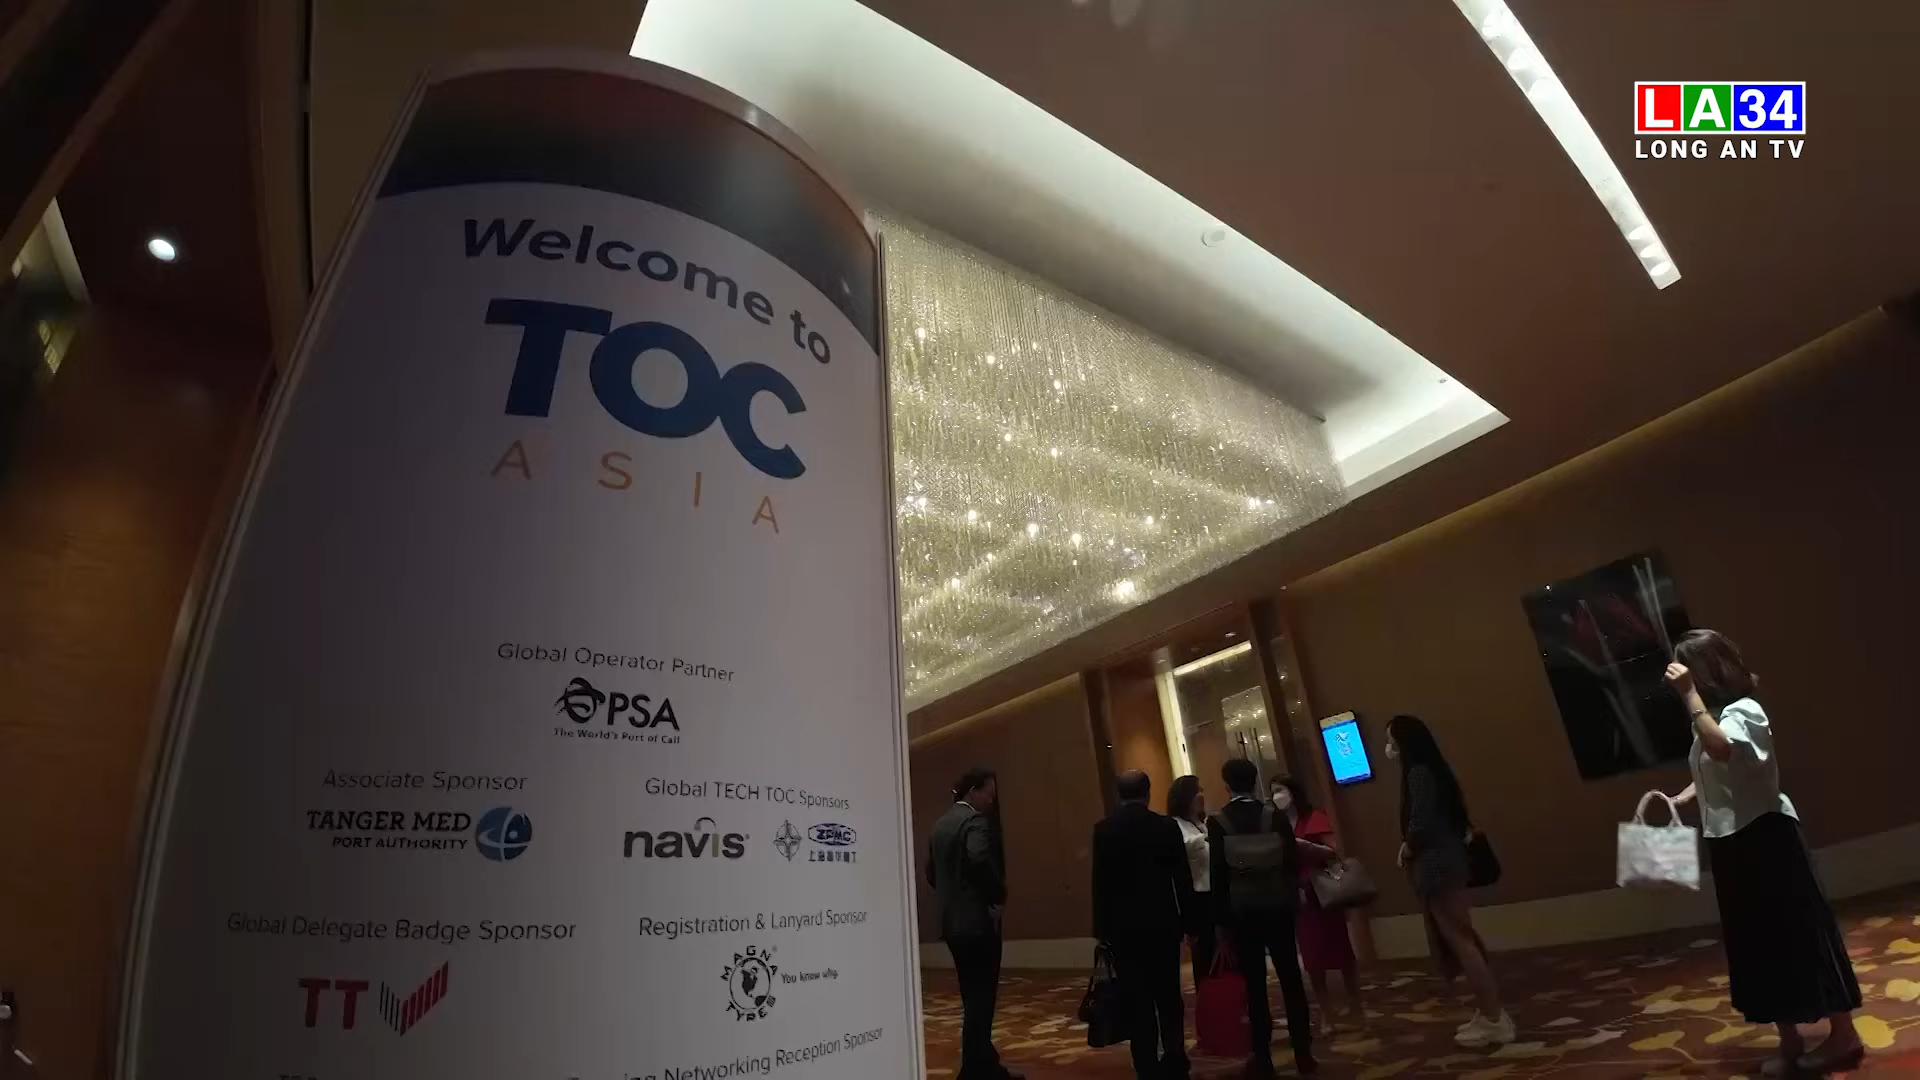 LA34
LONG AN TV
Welcome to
TOC
ASIA
Global Operator Partner
PSA
The World's Port of Call
Associate Sponsor
TANGER MED
PORT AUTHORITY
Global TECH TOC Sponsors
navis
ZPMC
Global Delegate Badge Sponsor
TT
Registration & Lanyard Sponsor
MAGNA TYRES
You know why.
Networking Reception Sponsor